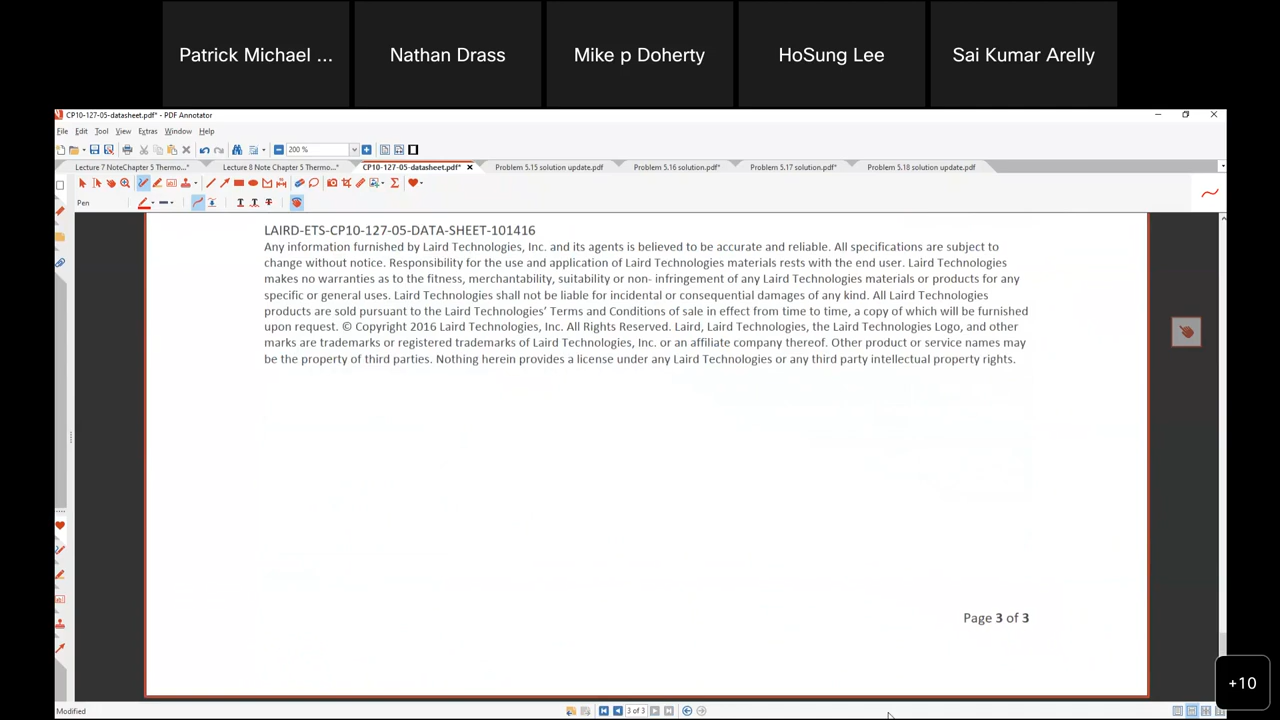 Patrick Michael ...
Nathan Drass
Mike p Doherty
HoSung Lee
Sai Kumar Arelly
CP10-127-05-datasheet.pdf* - PDF Annotator
File Edit Tool View Extras Window Help
200 %
Lecture 7 NoteChapter 5 Thermo...*
Lecture 8 Note Chapter 5 Thermo...*
CP10-127-05-datasheet.pdf*
Problem 5.15 solution update.pdf
Problem 5.16 solution.pdf*
Problem 5.17 solution.pdf*
Problem 5.18 solution update.pdf
Pen
LAIRD-ETS-CP10-127-05-DATA-SHEET-101416
Any information furnished by Laird Technologies, Inc. and its agents is believed to be accurate and reliable. All specifications are subject to
change without notice. Responsibility for the use and application of Laird Technologies materials rests with the end user. Laird Technologies
makes no warranties as to the fitness, merchantability, suitability or non- infringement of any Laird Technologies materials or products for any
specific or general uses. Laird Technologies shall not be liable for incidental or consequential damages of any kind. All Laird Technologies
products are sold pursuant to the Laird Technologies' Terms and Conditions of sale in effect from time to time, a copy of which will be furnished
upon request. © Copyright 2016 Laird Technologies, Inc. All Rights Reserved. Laird, Laird Technologies, the Laird Technologies Logo, and other
marks are trademarks or registered trademarks of Laird Technologies, Inc. or an affiliate company thereof. Other product or service names may
be the property of third parties. Nothing herein provides a license under any Laird Technologies or any third party intellectual property rights.
Page 3 of 3
+10
Modified
3 of 3